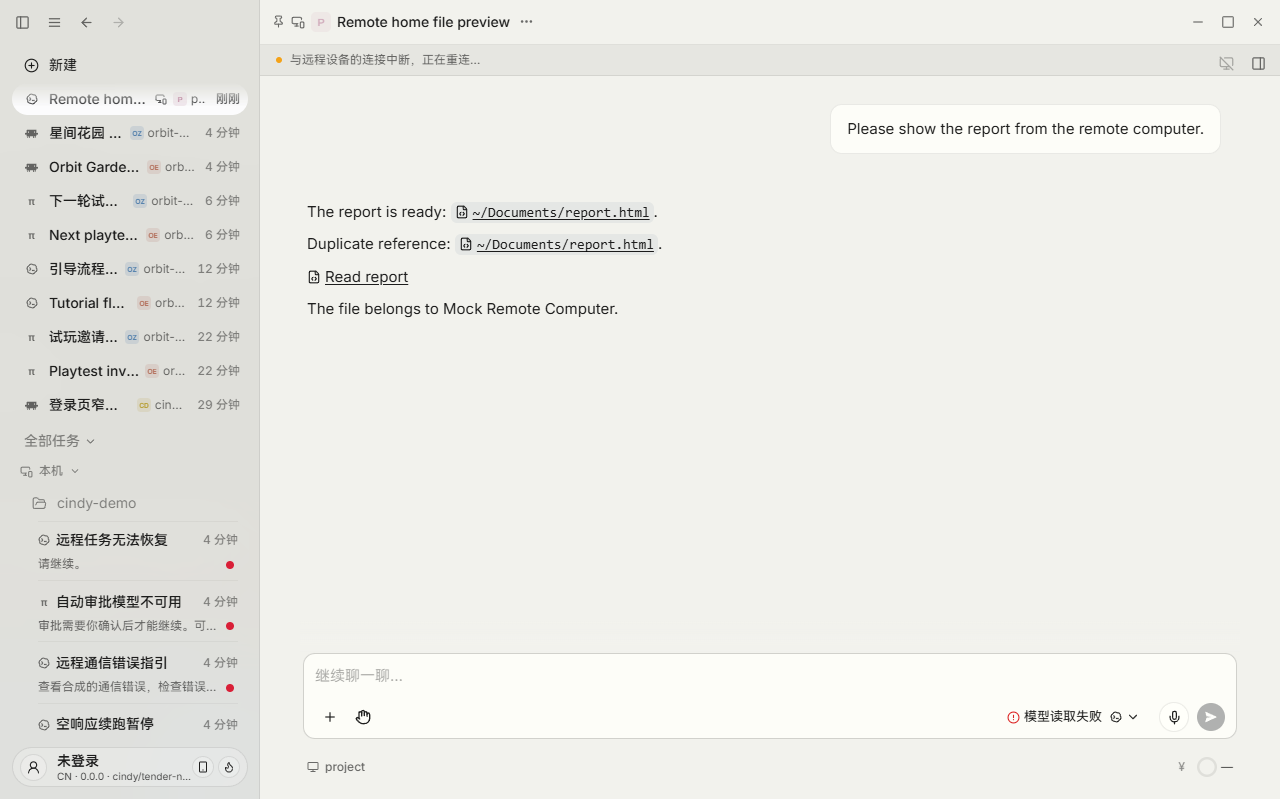 P Remote home file preview
与远程设备的连接中断，正在重连...
新建
Remote hom... P p.. 刚刚
星间花园 ... OZ orbit-... 4 分钟
Orbit Garde... OE orb... 4 分钟
下一轮试... OZ orbit-... 6 分钟
Next playte... OE orb... 6 分钟
引导流程... OZ orbit-... 12 分钟
Tutorial fl... OE orb... 12 分钟
试玩邀请... OZ orbit-... 22 分钟
Playtest inv... OE or... 22 分钟
登录页窄... CD cin... 29 分钟
全部任务
本机
cindy-demo
远程任务无法恢复 4 分钟
请继续。
π 自动审批模型不可用 4 分钟
审批需要你确认后才能继续。可...
远程通信错误指引 4 分钟
查看合成的通信错误，检查错误...
空响应续跑暂停 4 分钟
未登录
CN · 0.0.0 · cindy/tender-n...
Please show the report from the remote computer.
The report is ready: ~/Documents/report.html .
Duplicate reference: ~/Documents/report.html .
Read report
The file belongs to Mock Remote Computer.
继续聊一聊...
模型读取失败
project ¥ —